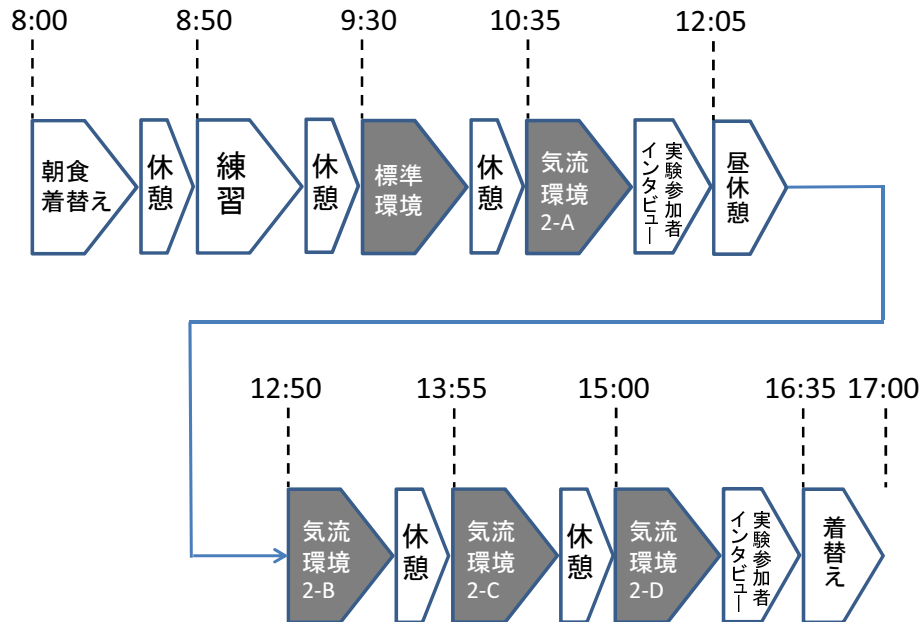 8:00
8:50
9:30
10:35
12:05
朝食
着替え
休憩
練習
休憩
標準
環境
休憩
気流
環境
2-A
実験参加者
インタビュー
昼休憩
12:50
13:55
15:00
16:35
17:00
気流
環境
2-B
休憩
気流
環境
2-C
休憩
気流
環境
2-D
実験参加者
インタビュー
着替え